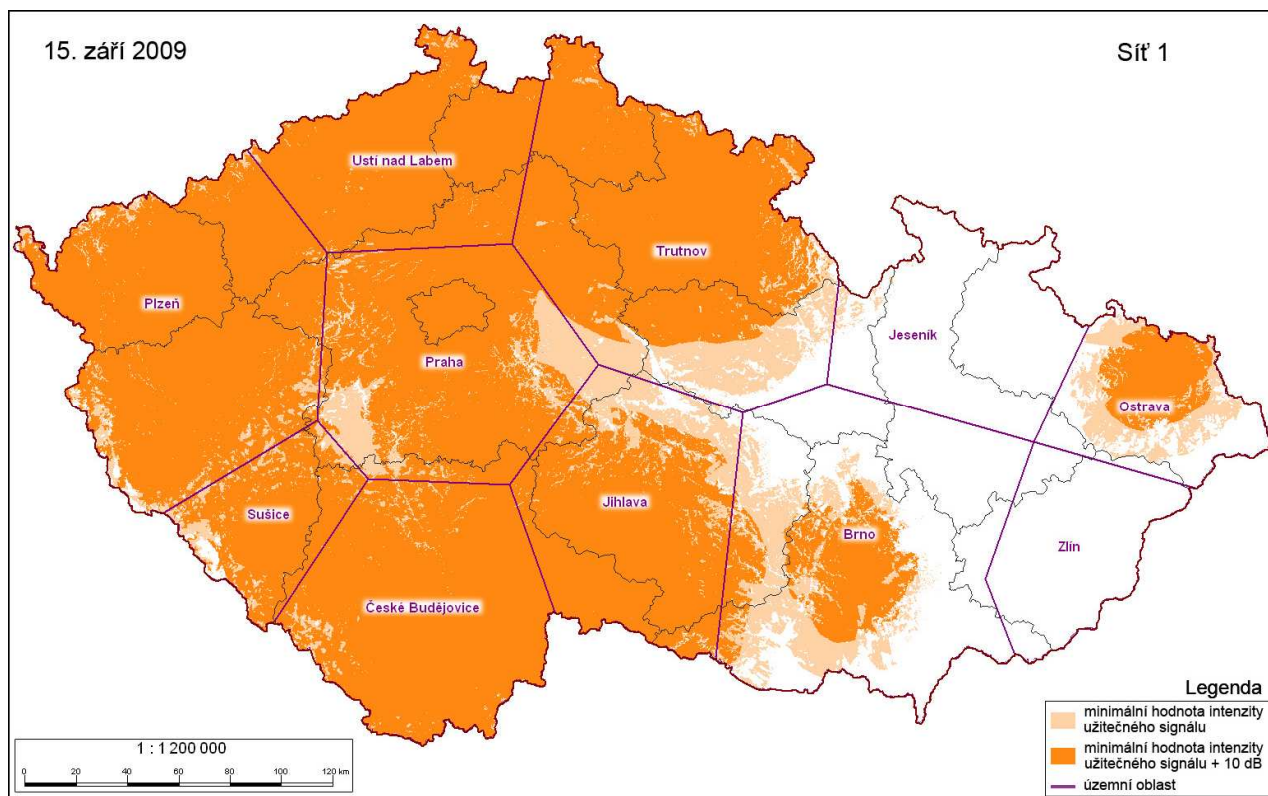 15. září 2009
Síť 1
Ústí nad Labem
Trutnov
Plzeň
Jeseník
Praha
Ostrava
Sušice
Jihlava
Brno
Zlín
České Budějovice
Legenda
minimální hodnota intenzity
užitečného signálu
minimální hodnota intenzity
užitečného signálu + 10 dB
územní oblast
1 : 1 200 000
0 20 40 60 80 100 120 km